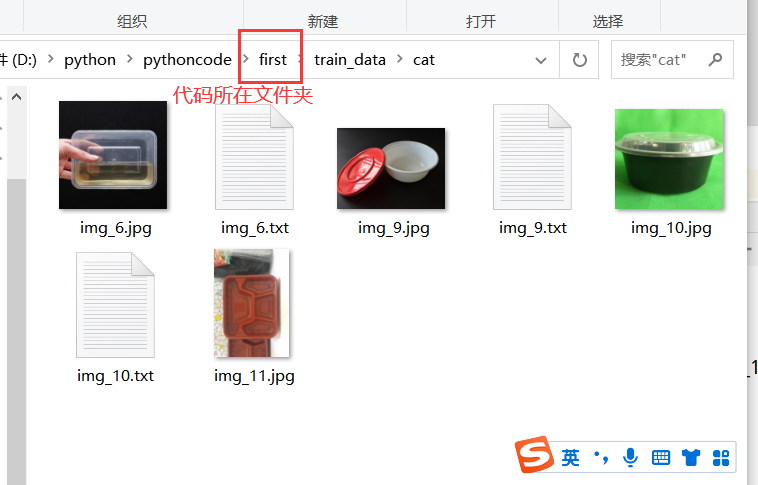 组织 新建 打开 选择
件 (D:) › python › pythoncode › first › train_data › cat 搜索"cat"
代码所在文件夹
img_6.jpg img_6.txt img_9.jpg img_9.txt img_10.jpg
img_10.txt img_11.jpg
_1
英